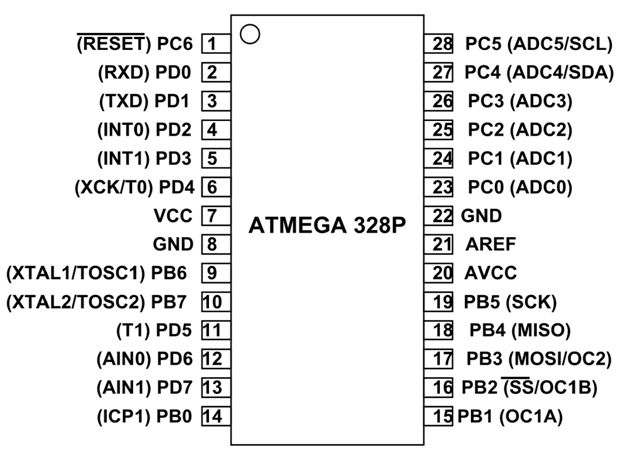 (RESET) PC6 1
(RXD) PD0 2
(TXD) PD1 3
(INT0) PD2 4
(INT1) PD3 5
(XCK/T0) PD4 6
VCC 7
GND 8
(XTAL1/TOSC1) PB6 9
(XTAL2/TOSC2) PB7 10
(T1) PD5 11
(AIN0) PD6 12
(AIN1) PD7 13
(ICP1) PB0 14
ATMEGA 328P
28 PC5 (ADC5/SCL)
27 PC4 (ADC4/SDA)
26 PC3 (ADC3)
25 PC2 (ADC2)
24 PC1 (ADC1)
23 PC0 (ADC0)
22 GND
21 AREF
20 AVCC
19 PB5 (SCK)
18 PB4 (MISO)
17 PB3 (MOSI/OC2)
16 PB2 (SS/OC1B)
15 PB1 (OC1A)